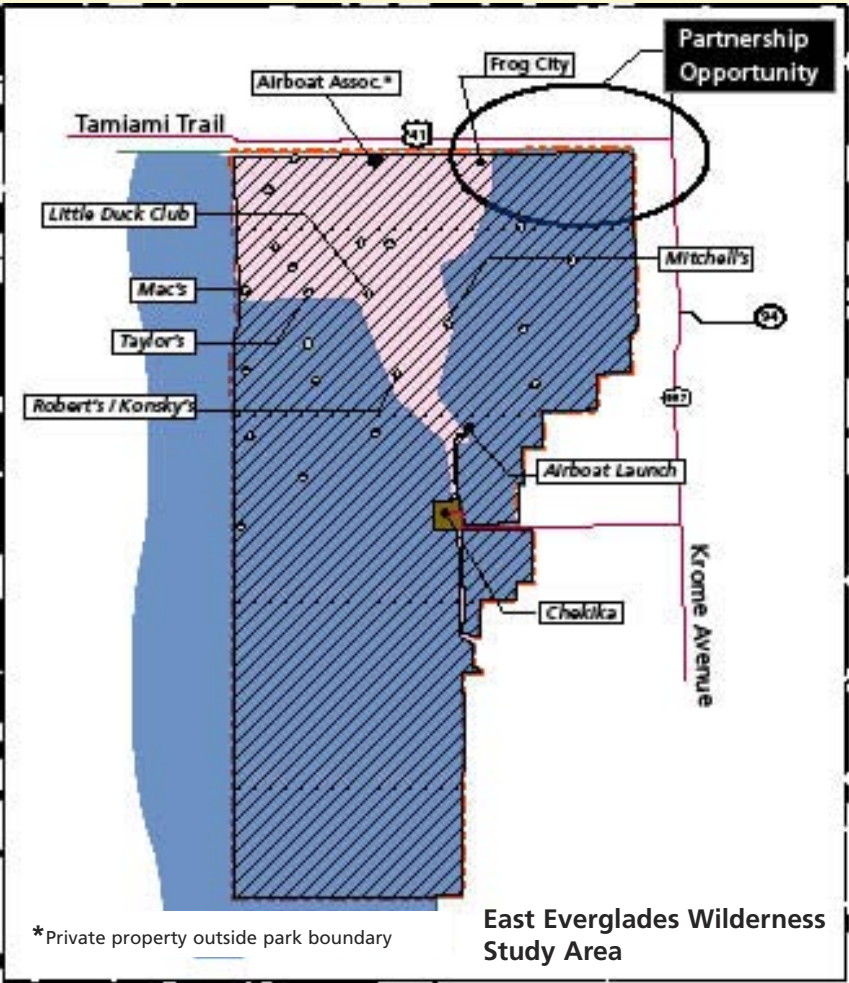 Partnership
Opportunity
Frog City
Airboat Assoc.*
Tamiami Trail
41
Little Duck Club
Mitchell's
Mac's
94
Taylor's
997
Robert's / Konsky's
Airboat Launch
Krome Avenue
Chekika
*Private property outside park boundary
East Everglades Wilderness
Study Area